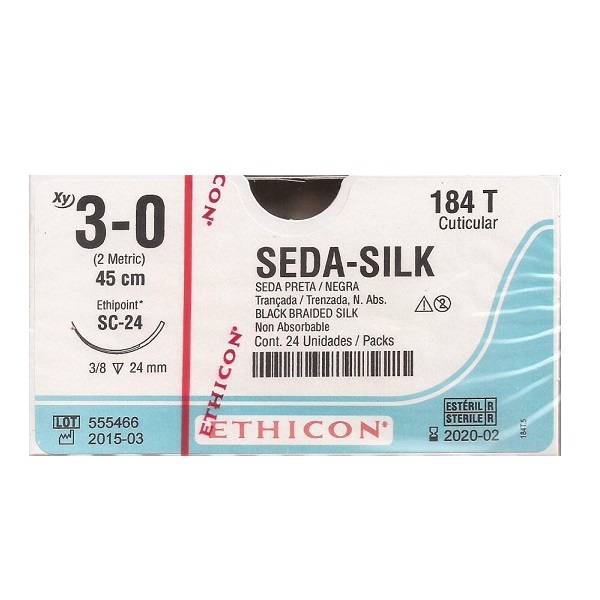 Xy 3-0
(2 Metric)
45 cm
Ethipoint*
SC-24
3/8 24 mm
LOT 555466
2015-03
CON®
ETHICON®
184 T
Cuticular
SEDA-SILK
SEDA PRETA / NEGRA
Trançada / Trenzada, N. Abs.
BLACK BRAIDED SILK
Non Absorbable
Cont. 24 Unidades / Packs
ETHICON®
ESTÉRIL R
STERILE R
2020-02
184T.5